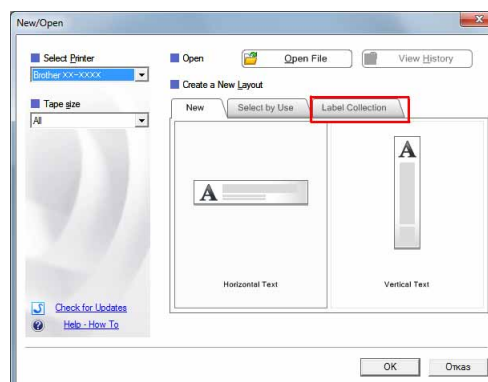 New/Open
Select Printer
Brother XX-XXXX
Tape size
All
Check for Updates
Help - How To
Open
Open File
View History
Create a New Layout
New
Select by Use
Label Collection
A
Horizontal Text
A
Vertical Text
OK
Отказ